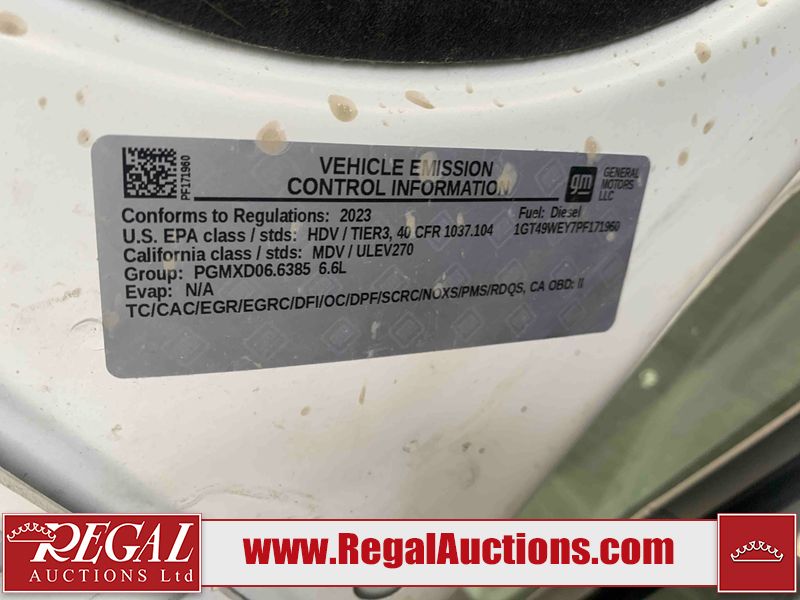 PF171960
VEHICLE EMISSION
CONTROL INFORMATION
gm
GENERAL
MOTORS
LLC
Conforms to Regulations: 2023
Fuel: Diesel
U.S. EPA class / stds: HDV / TIER3, 40 CFR 1037.104
1GT49WEY7PF171960
California class / stds: MDV / ULEV270
Group: PGMXD06.6385 6.6L
Evap: N/A
TC/CAC/EGR/EGRC/DFI/OC/DPF/SCRC/NOXS/PMS/RDQS, CA OBD: II
REGAL
AUCTIONS Ltd
www.RegalAuctions.com